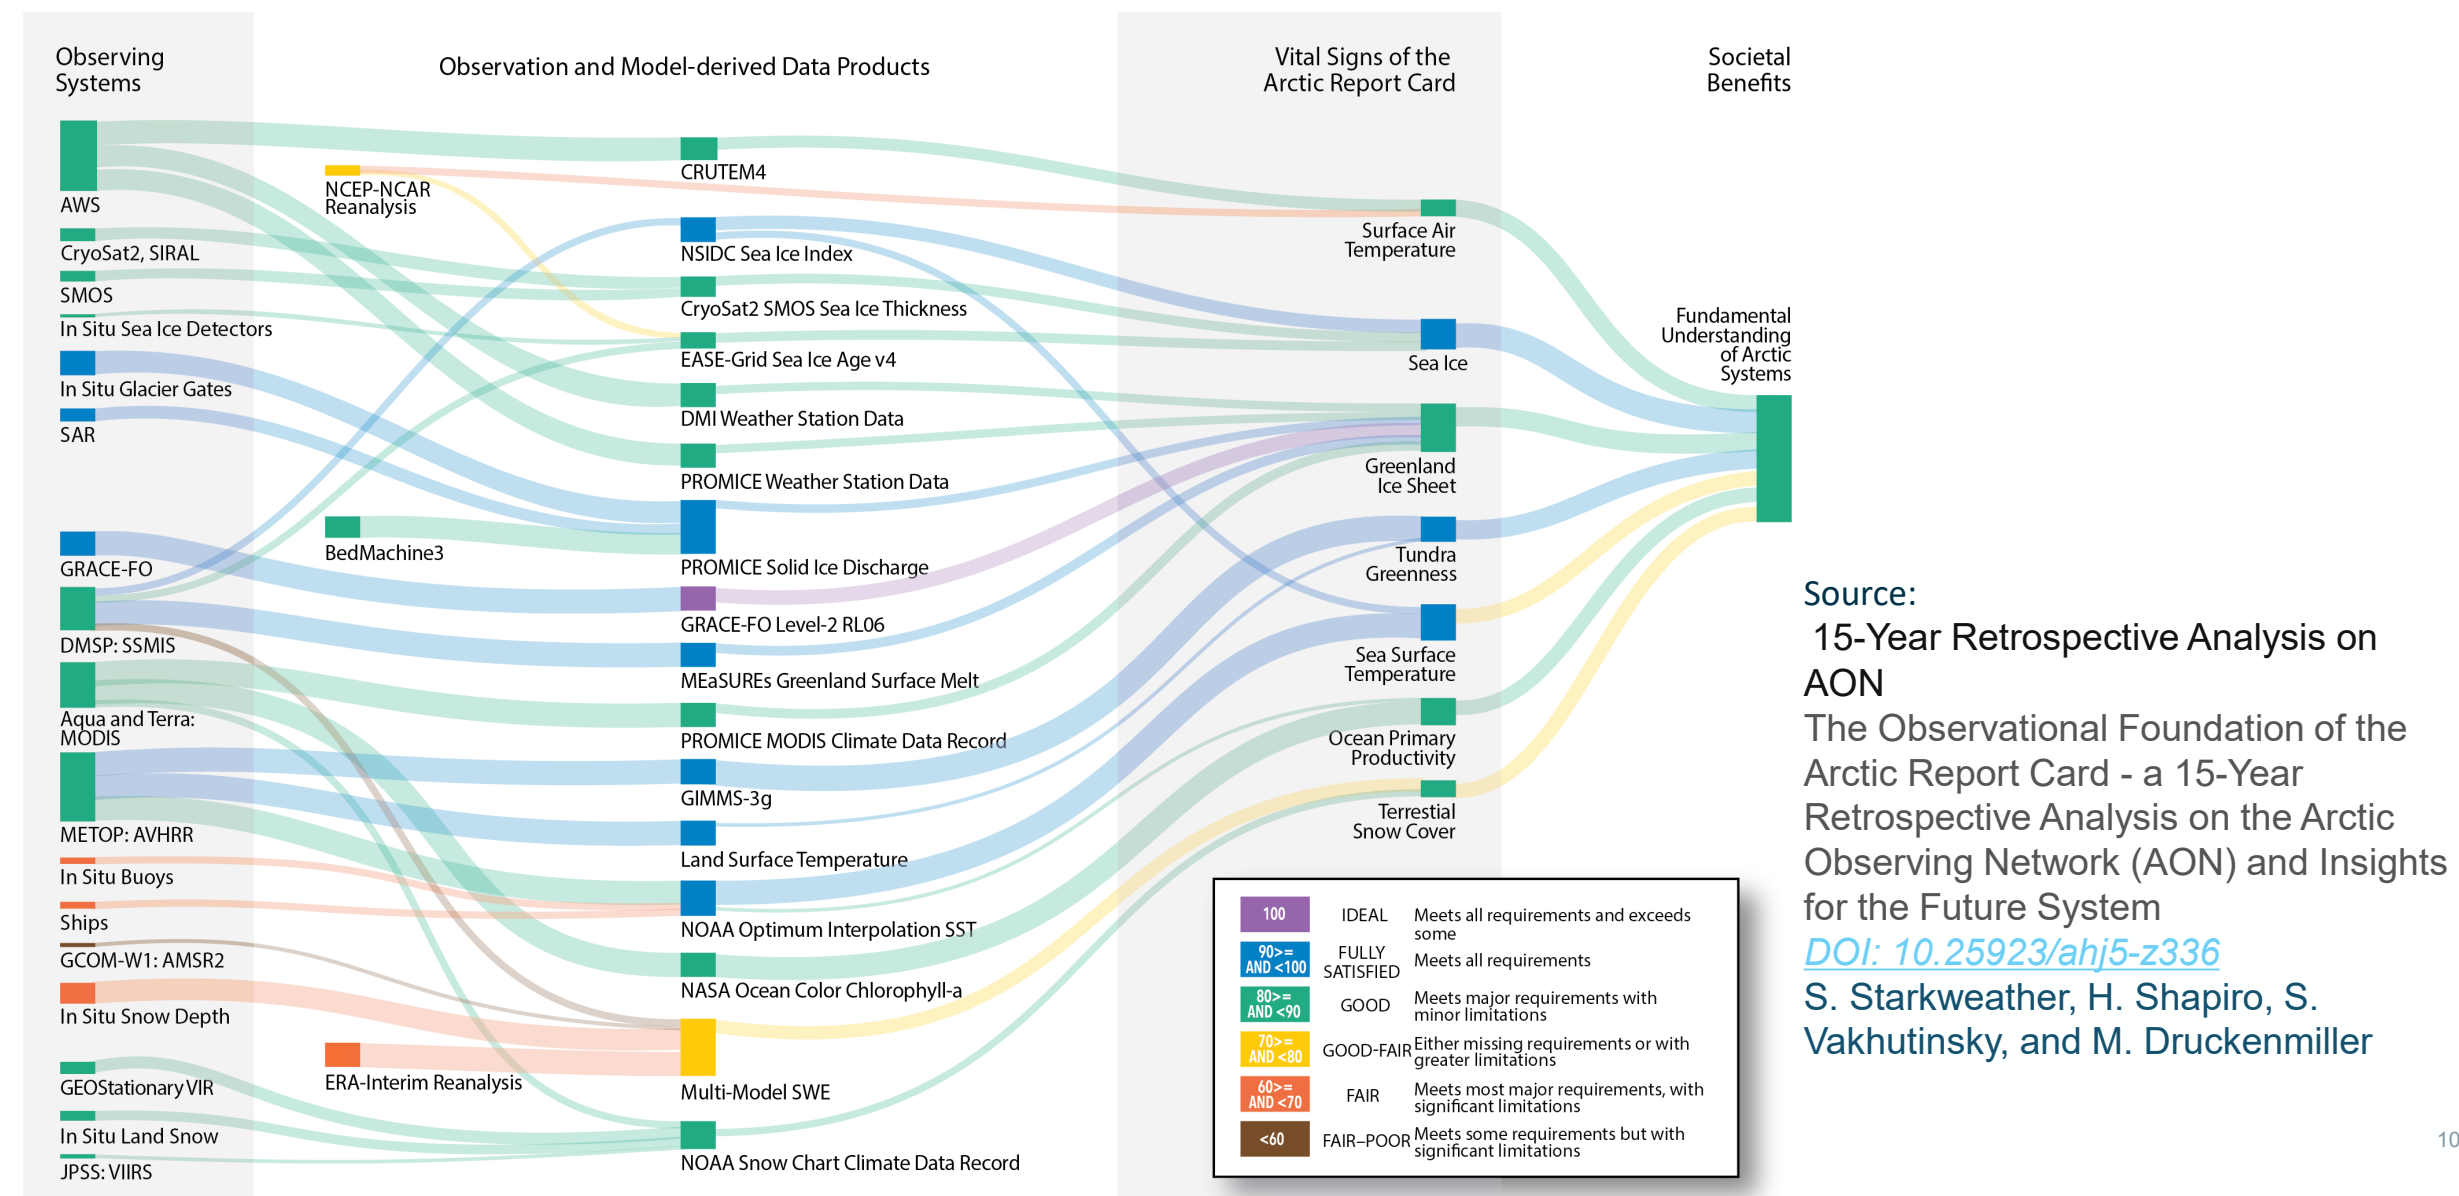 Observing
Systems
Observation and Model-derived Data Products
Vital Signs of the
Arctic Report Card
Societal
Benefits
AWS
CryoSat2, SIRAL
SMOS
In Situ Sea Ice Detectors
In Situ Glacier Gates
SAR
GRACE-FO
DMSP: SSMIS
Aqua and Terra:
MODIS
METOP: AVHRR
In Situ Buoys
Ships
GCOM-W1: AMSR2
In Situ Snow Depth
GEOStationary VIR
In Situ Land Snow
JPSS: VIIRS
NCEP-NCAR
Reanalysis
BedMachine3
ERA-Interim Reanalysis
CRUTEM4
NSIDC Sea Ice Index
CryoSat2 SMOS Sea Ice Thickness
EASE-Grid Sea Ice Age v4
DMI Weather Station Data
PROMICE Weather Station Data
PROMICE Solid Ice Discharge
GRACE-FO Level-2 RL06
MEaSUREs Greenland Surface Melt
PROMICE MODIS Climate Data Record
GIMMS-3g
Land Surface Temperature
NOAA Optimum Interpolation SST
NASA Ocean Color Chlorophyll-a
Multi-Model SWE
NOAA Snow Chart Climate Data Record
Surface Air
Temperature
Sea Ice
Greenland
Ice Sheet
Tundra
Greenness
Sea Surface
Temperature
Ocean Primary
Productivity
Terrestial
Snow Cover
Fundamental
Understanding
of Arctic
Systems
100 IDEAL Meets all requirements and exceeds
some
90>=
AND <100
FULLY
SATISFIED
Meets all requirements
80>=
AND <90
GOOD
Meets major requirements with
minor limitations
70>=
AND <80
GOOD-FAIR
Either missing requirements or with
greater limitations
60>=
AND <70
FAIR
Meets most major requirements, with
significant limitations
<60
FAIR–POOR
Meets some requirements but with
significant limitations
Source:
15-Year Retrospective Analysis on
AON
The Observational Foundation of the
Arctic Report Card - a 15-Year
Retrospective Analysis on the Arctic
Observing Network (AON) and Insights
for the Future System
DOI: 10.25923/ahj5-z336
S. Starkweather, H. Shapiro, S.
Vakhutinsky, and M. Druckenmiller
10